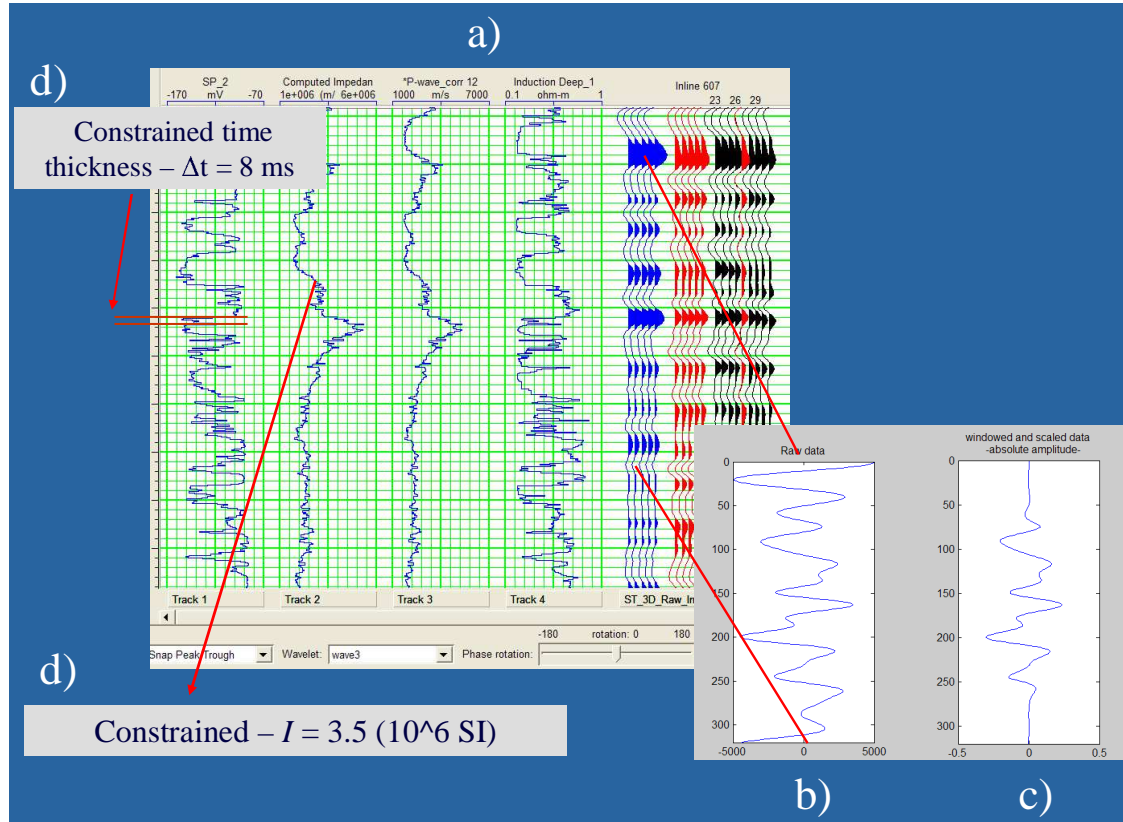 a)
d)
SP_2
-170 mV -70
Computed Impedan
1e+006 (m/ 6e+006
*P-wave_corr 12
1000 m/s 7000
Induction Deep_1
0.1 ohm-m 1
Inline 607
23 26 29
Constrained time
thickness – Δt = 8 ms
Track 1
Track 2
Track 3
Track 4
ST_3D_Raw_In
Snap Peak Trough
Wavelet:
wave3
Phase rotation:
-180 rotation: 0 180
d)
Constrained – I = 3.5 (10^6 SI)
Raw data
0
50
100
150
200
250
300
-5000 0 5000
b)
windowed and scaled data
-absolute amplitude-
0
50
100
150
200
250
300
-0.5 0 0.5
c)